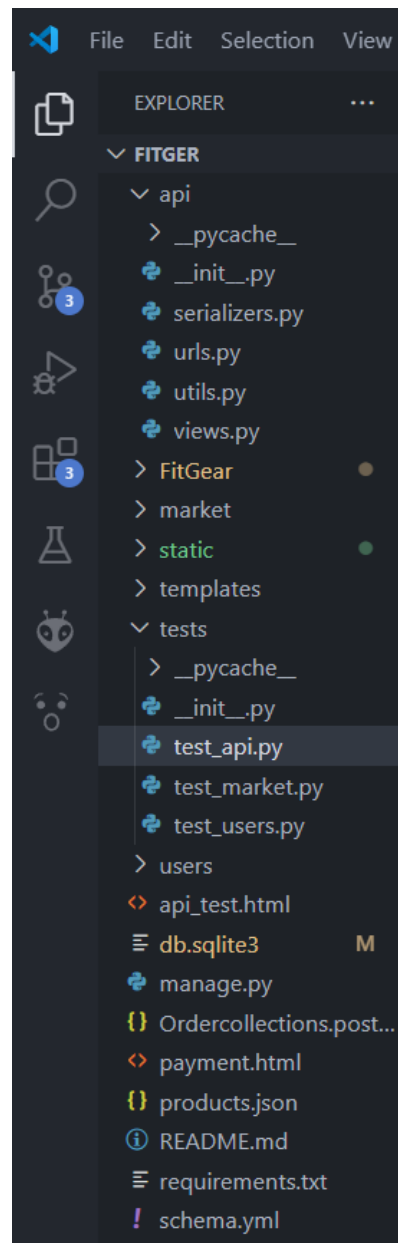 File Edit Selection View
EXPLORER ...
FITGER
api
__pycache__
__init__.py
serializers.py
urls.py
3
utils.py
views.py
FitGear
3
market
static
templates
tests
__pycache__
__init__.py
test_api.py
test_market.py
test_users.py
users
<> api_test.html
db.sqlite3 M
manage.py
{} Ordercollections.post...
<> payment.html
{} products.json
README.md
requirements.txt
! schema.yml